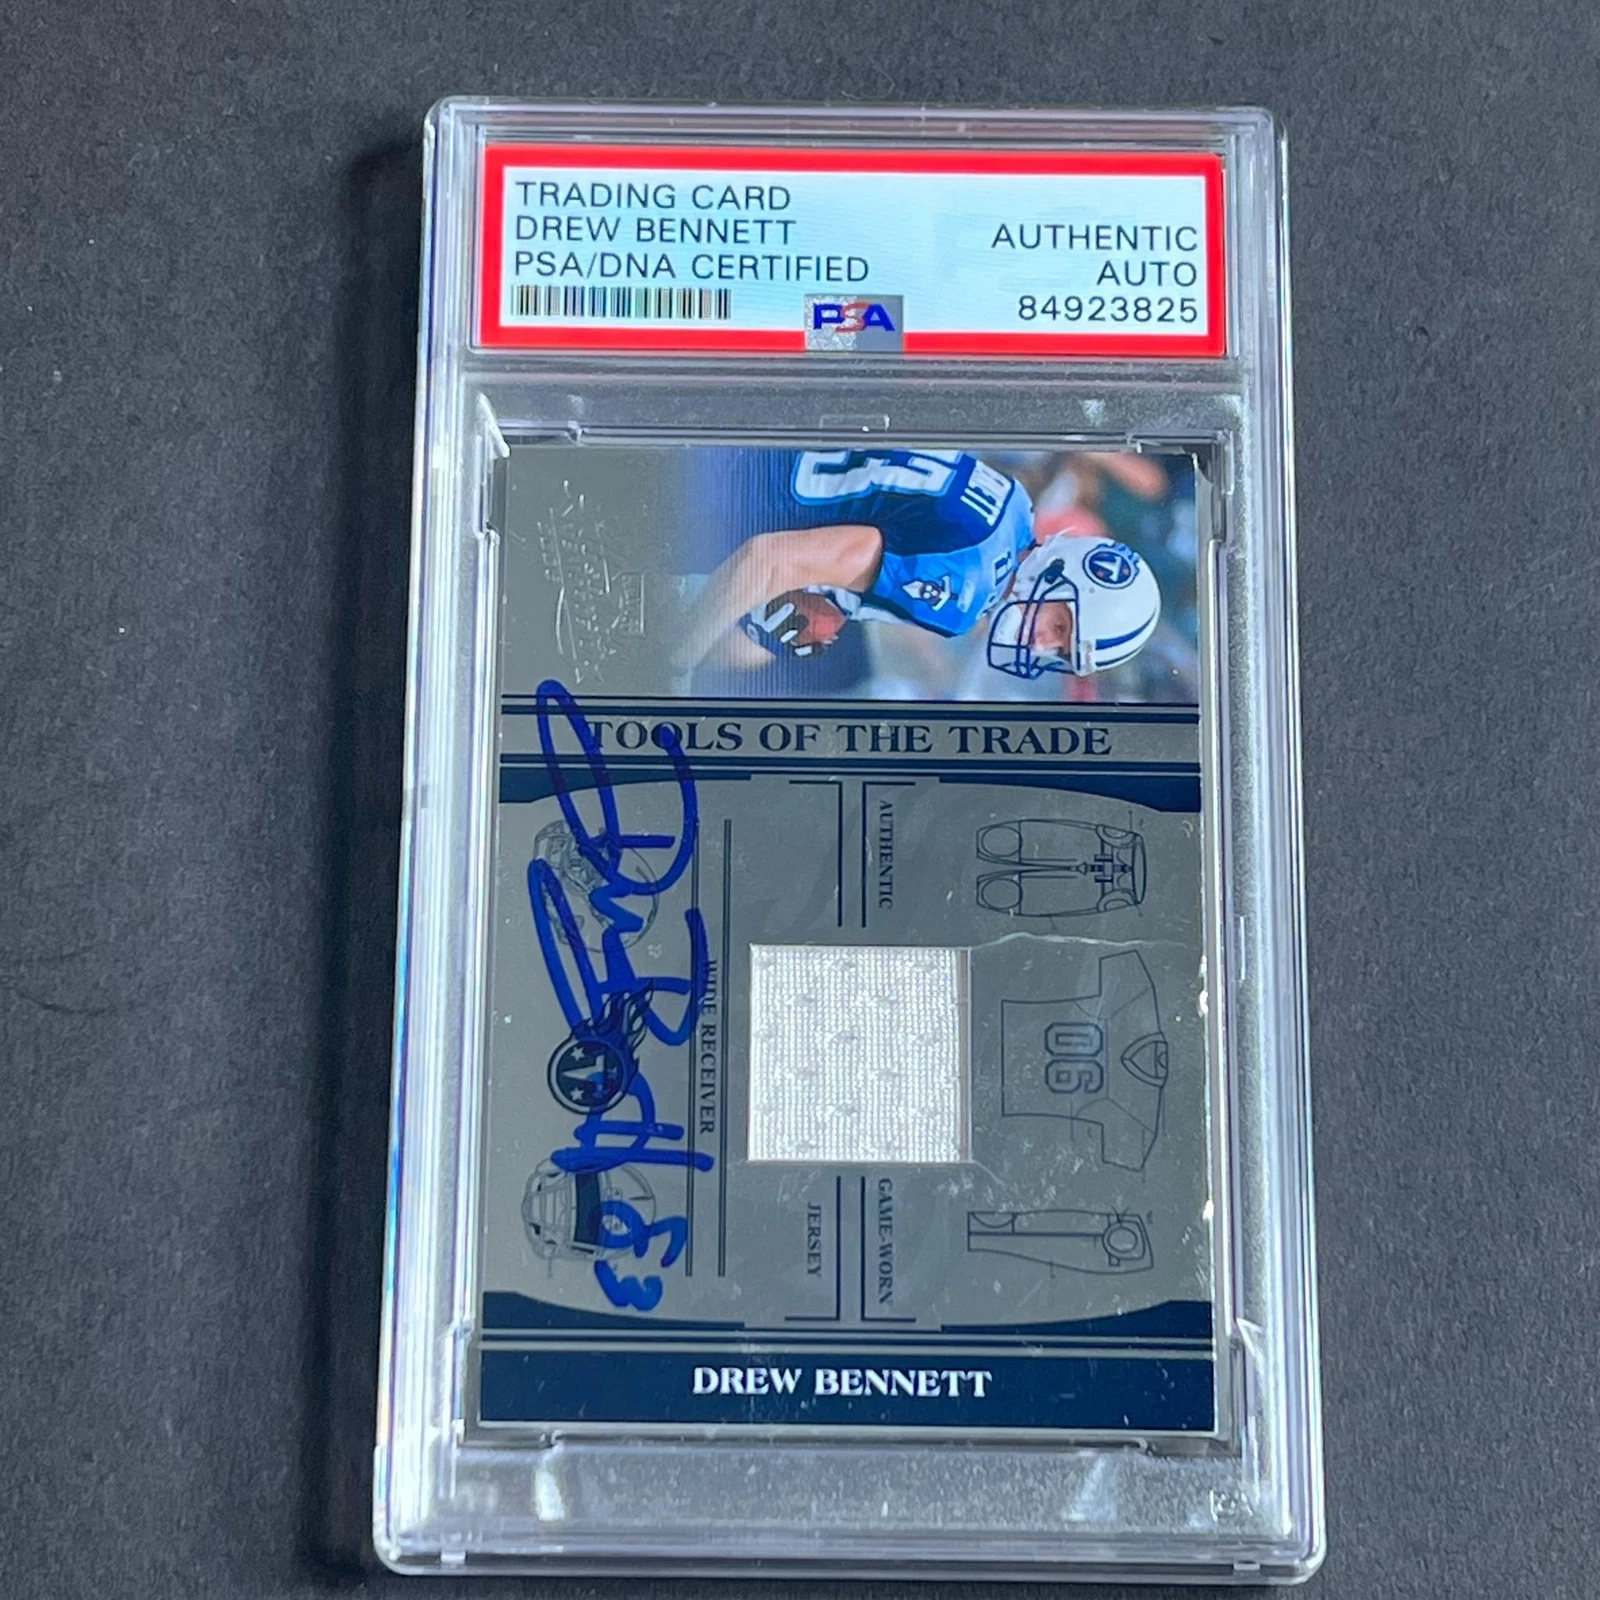 TRADING CARD
DREW BENNETT
PSA/DNA CERTIFIED
AUTHENTIC
AUTO
84923825
PSA
TOOLS OF THE TRADE
AUTHENTIC
GAME-WORN
JERSEY
WIDE RECEIVER
06
83
DREW BENNETT